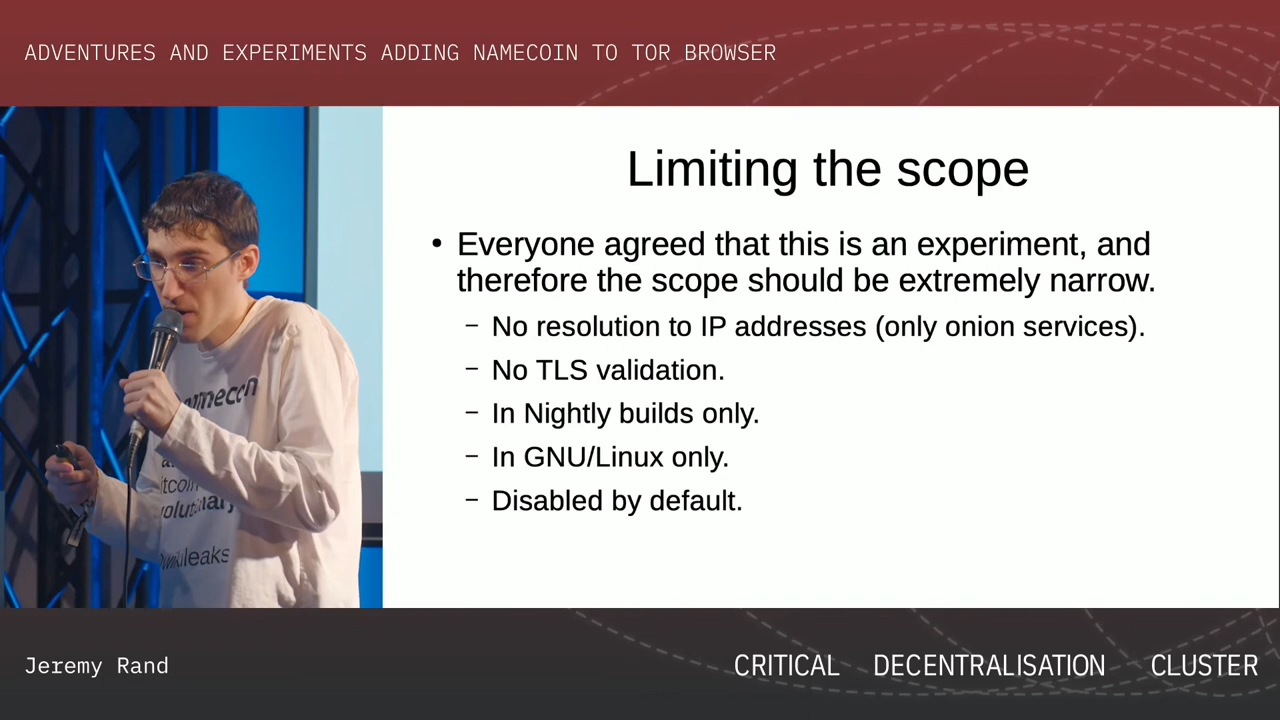 ADVENTURES AND EXPERIMENTS ADDING NAMECOIN TO TOR BROWSER
Limiting the scope
• Everyone agreed that this is an experiment, and
therefore the scope should be extremely narrow.
– No resolution to IP addresses (only onion services).
– No TLS validation.
– In Nightly builds only.
– In GNU/Linux only.
– Disabled by default.
wikileaks
Jeremy Rand
CRITICAL DECENTRALISATION CLUSTER